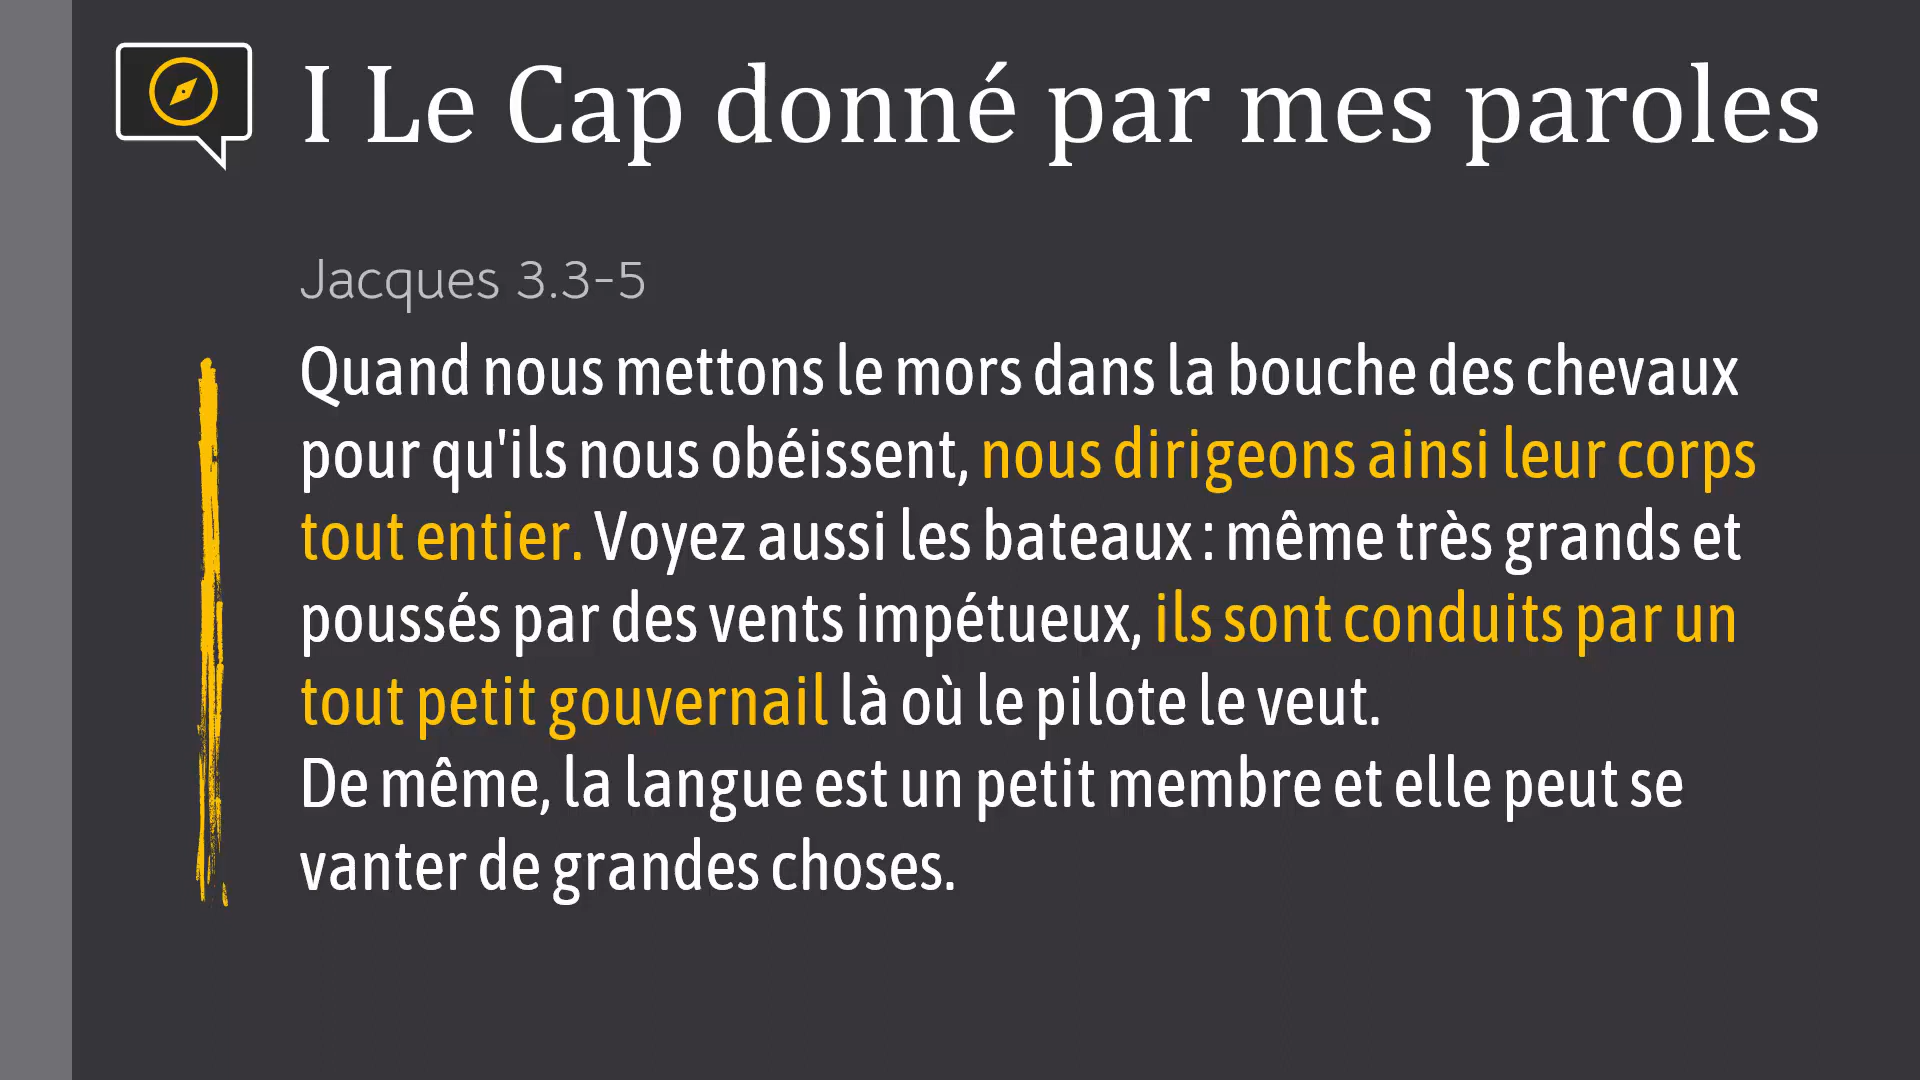 I Le Cap donné par mes paroles
Jacques 3.3-5
Quand nous mettons le mors dans la bouche des chevaux
pour qu'ils nous obéissent, nous dirigeons ainsi leur corps
tout entier. Voyez aussi les bateaux : même très grands et
poussés par des vents impétueux, ils sont conduits par un
tout petit gouvernail là où le pilote le veut.
De même, la langue est un petit membre et elle peut se
vanter de grandes choses.